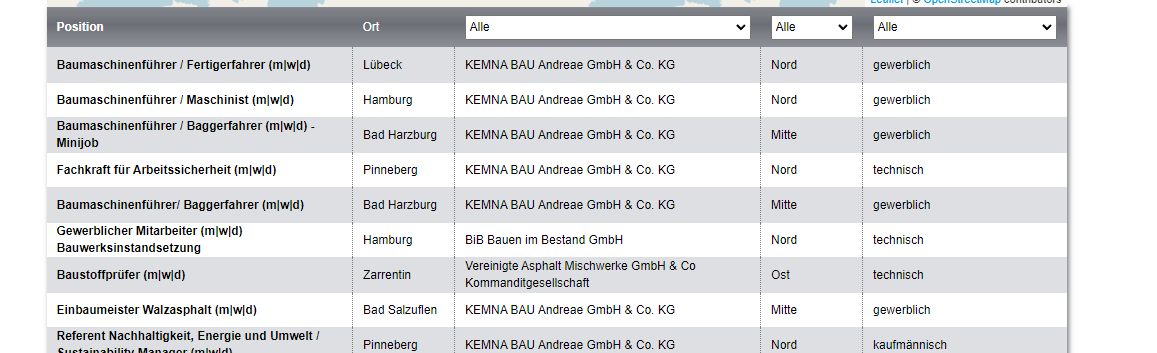 Leaflet | © OpenStreetMap contributors
Position Ort Alle Alle Alle
Baumaschinenführer / Fertigerfahrer (m|w|d) Lübeck KEMNA BAU Andreae GmbH & Co. KG Nord gewerblich
Baumaschinenführer / Maschinist (m|w|d) Hamburg KEMNA BAU Andreae GmbH & Co. KG Nord gewerblich
Baumaschinenführer / Baggerfahrer (m|w|d) -
Minijob
Bad Harzburg KEMNA BAU Andreae GmbH & Co. KG Mitte gewerblich
Fachkraft für Arbeitssicherheit (m|w|d) Pinneberg KEMNA BAU Andreae GmbH & Co. KG Nord technisch
Baumaschinenführer/ Baggerfahrer (m|w|d) Bad Harzburg KEMNA BAU Andreae GmbH & Co. KG Mitte gewerblich
Gewerblicher Mitarbeiter (m|w|d)
Bauwerksinstandsetzung
Hamburg BiB Bauen im Bestand GmbH Nord technisch
Baustoffprüfer (m|w|d) Zarrentin
Vereinigte Asphalt Mischwerke GmbH & Co
Kommanditgesellschaft
Ost technisch
Einbaumeister Walzasphalt (m|w|d) Bad Salzuflen KEMNA BAU Andreae GmbH & Co. KG Mitte gewerblich
Referent Nachhaltigkeit, Energie und Umwelt /
Sustainability Manager (m|w|d)
Pinneberg KEMNA BAU Andreae GmbH & Co. KG Nord kaufmännisch